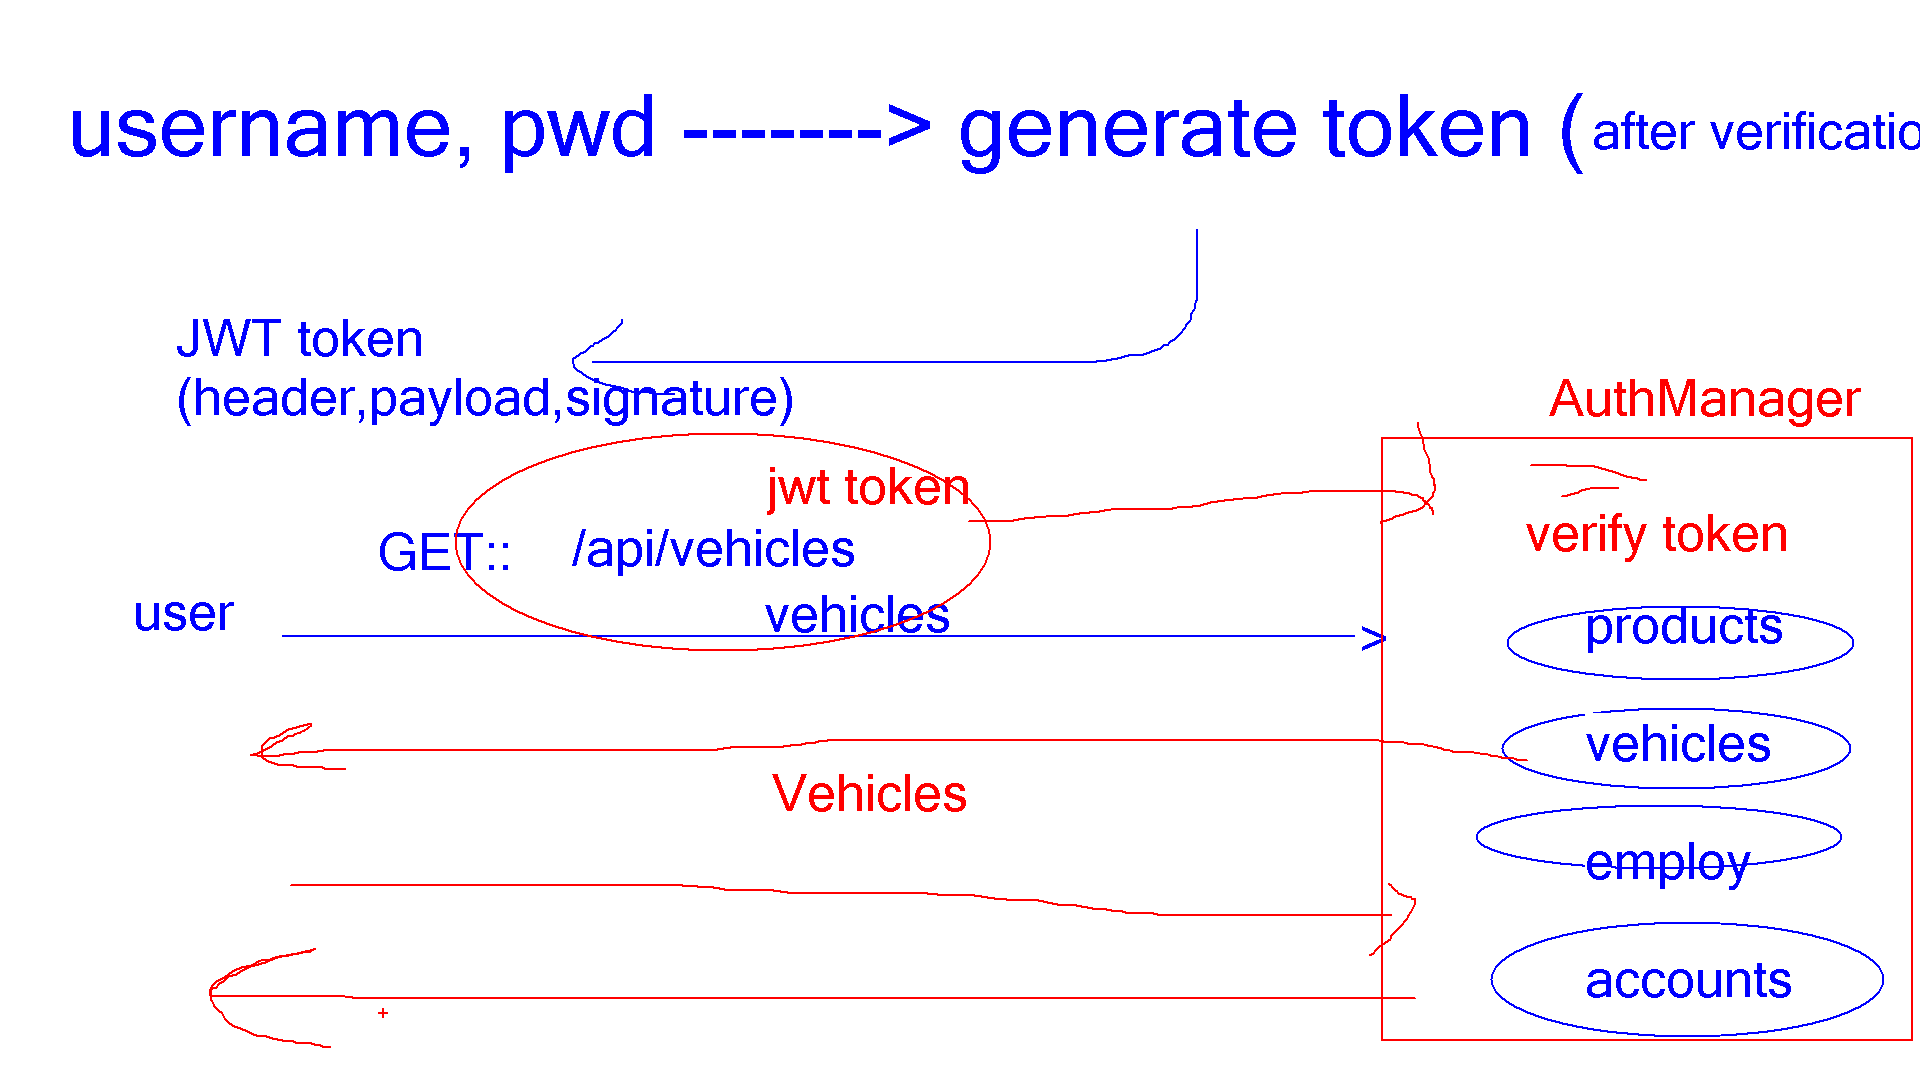 username, pwd -------> generate token (after verificatio
JWT token
(header,payload,signature)
AuthManager
jwt token
verify token
GET:: /api/vehicles
user
vehicles
>
products
vehicles
Vehicles
employ
accounts